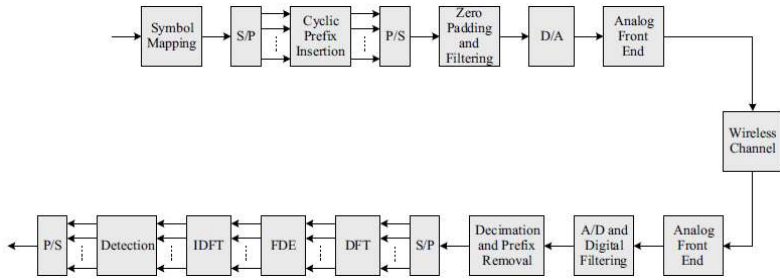 Symbol
Mapping
S/P
Cyclic
Prefix
Insertion
P/S
Zero
Padding
and
Filtering
D/A
Analog
Front
End
Wireless
Channel
Analog
Front
End
A/D and
Digital
Filtering
Decimation
and Prefix
Removal
S/P
DFT
FDE
IDFT
Detection
P/S